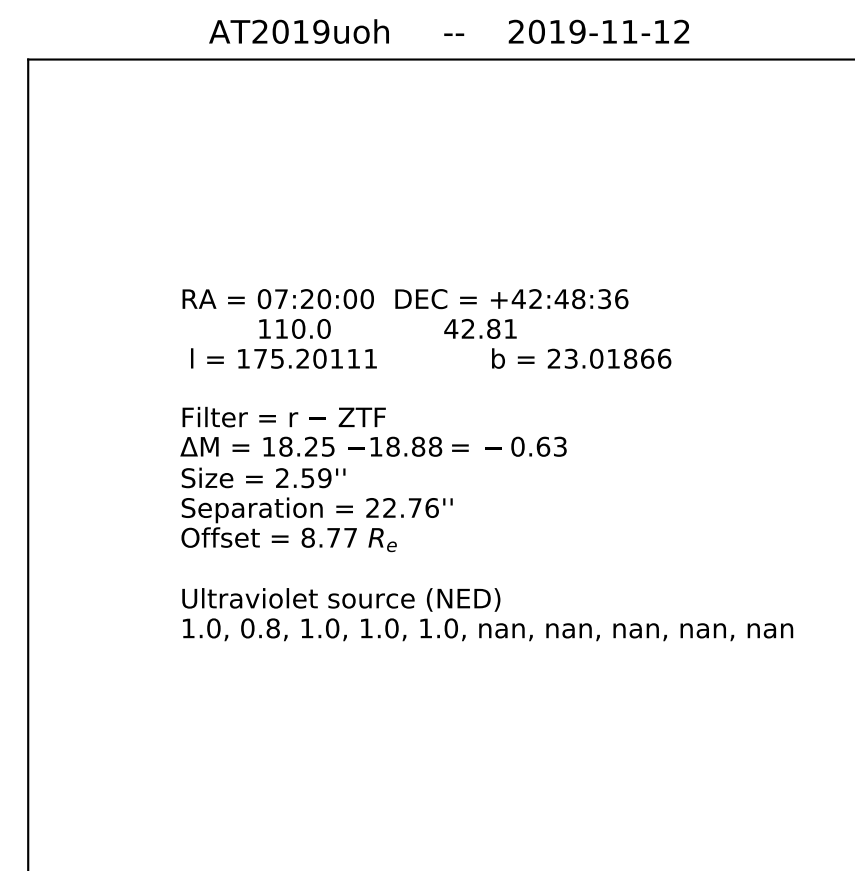 AT2019uoh -- 2019-11-12
RA = 07:20:00 DEC = +42:48:36
110.0 42.81
l = 175.20111 b = 23.01866
Filter = r − ZTF
ΔM = 18.25 −18.88 = − 0.63
Size = 2.59''
Separation = 22.76''
Offset = 8.77 Rₑ
Ultraviolet source (NED)
1.0, 0.8, 1.0, 1.0, 1.0, nan, nan, nan, nan, nan